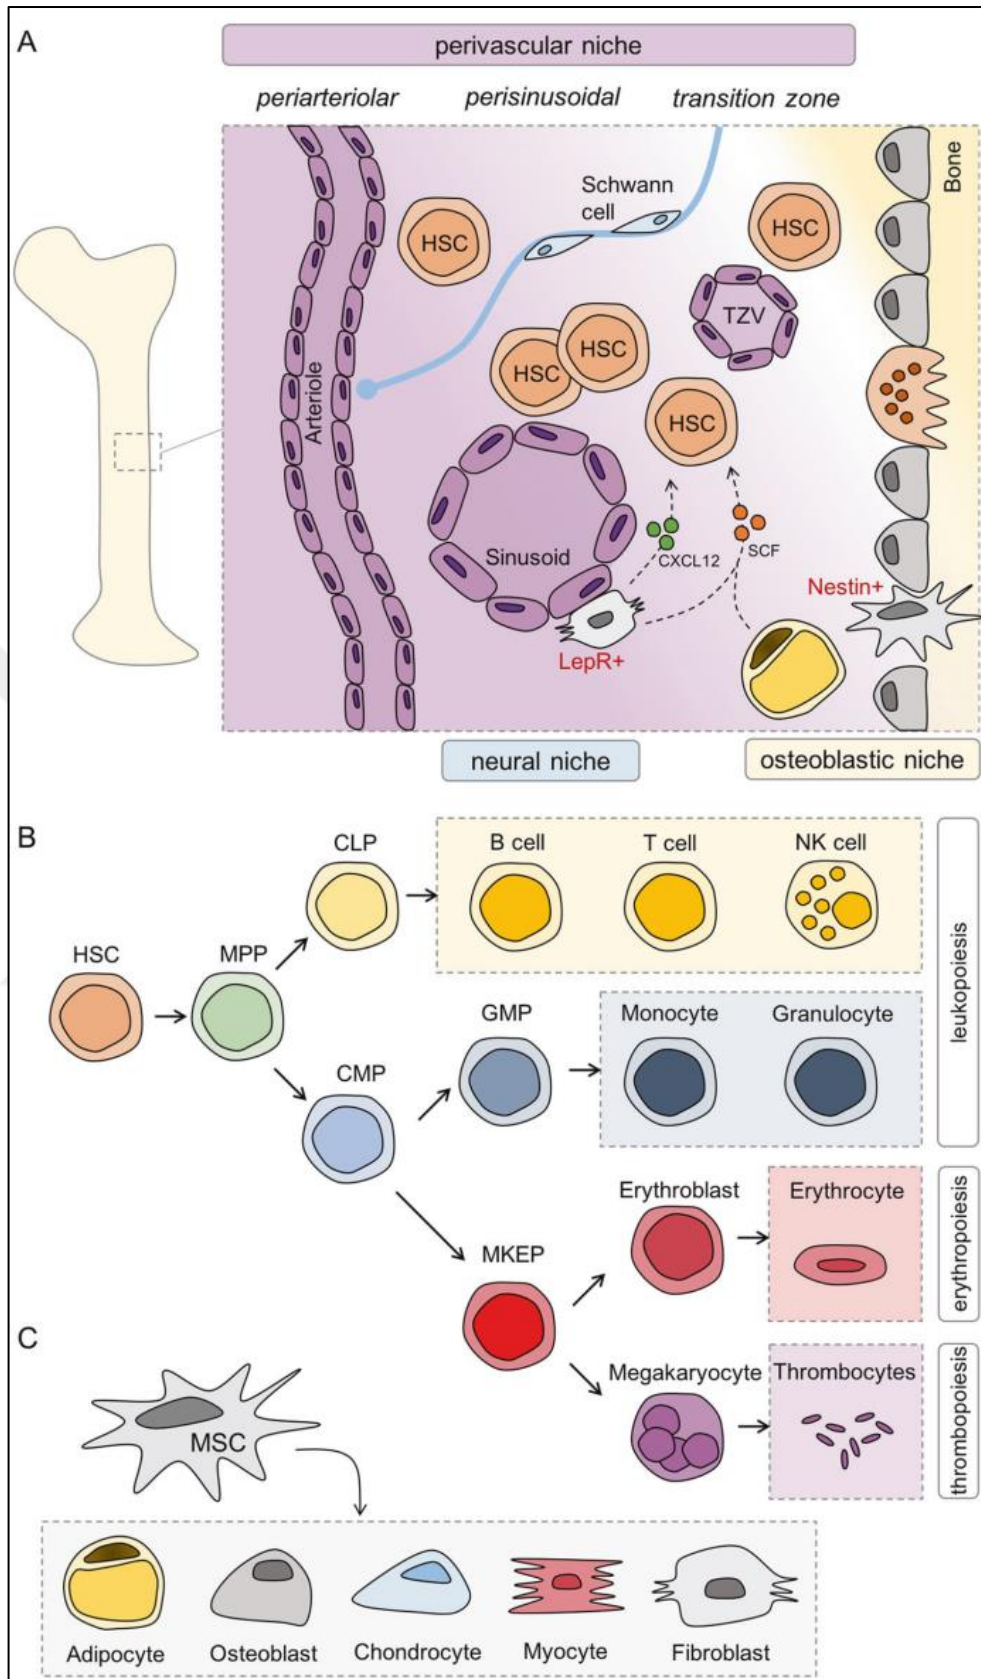 A
perivascular niche
periarteriolar perisinusoidal transition zone
Bone
Schwann
cell
HSC
HSC
TZV
HSC
HSC
Arteriole
HSC
Sinusoid
CXCL12
SCF
Nestin+
LepR+
neural niche
osteoblastic niche
B
CLP
B cell T cell NK cell
HSC MPP
leukopoiesis
GMP
Monocyte Granulocyte
CMP
Erythroblast
Erythrocyte
erythropoiesis
MKEP
C
Megakaryocyte
Thrombocytes
thrombopoiesis
MSC
Adipocyte Osteoblast Chondrocyte Myocyte Fibroblast